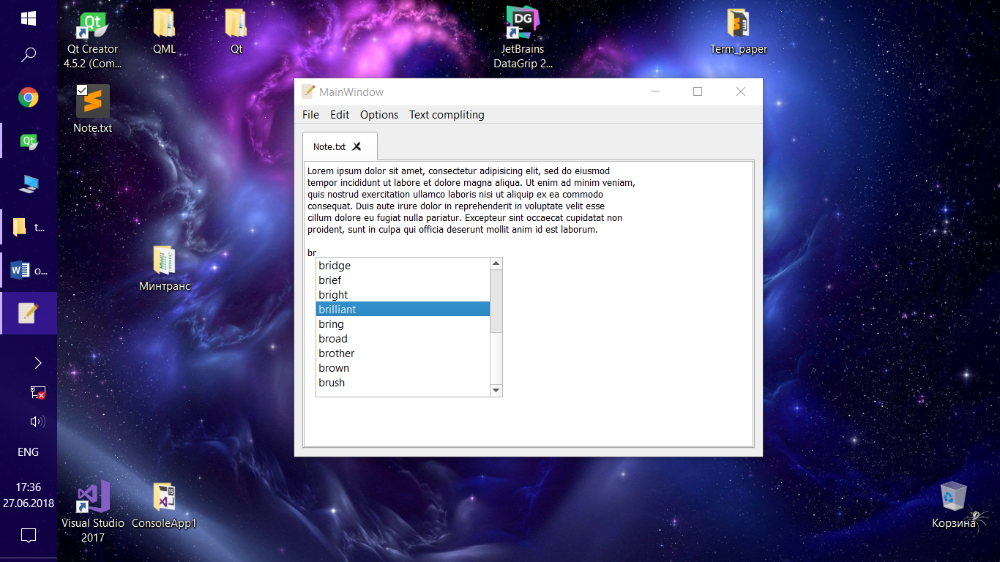 Qt Creator
4.5.2 (Com...
QML
Qt
DG
JetBrains
DataGrip 2...
Term_paper
Note.txt
MainWindow
File Edit Options Text compliting
Note.txt
Lorem ipsum dolor sit amet, consectetur adipisicing elit, sed do eiusmod
tempor incididunt ut labore et dolore magna aliqua. Ut enim ad minim veniam,
quis nostrud exercitation ullamco laboris nisi ut aliquip ex ea commodo
consequat. Duis aute irure dolor in reprehenderit in voluptate velit esse
cillum dolore eu fugiat nulla pariatur. Excepteur sint occaecat cupidatat non
proident, sunt in culpa qui officia deserunt mollit anim id est laborum.
br
bridge
brief
bright
brilliant
bring
broad
brother
brown
brush
Минтранс
t...
o...
ENG
17:36
27.06.2018
Visual Studio
2017
ConsoleApp1
Корзина